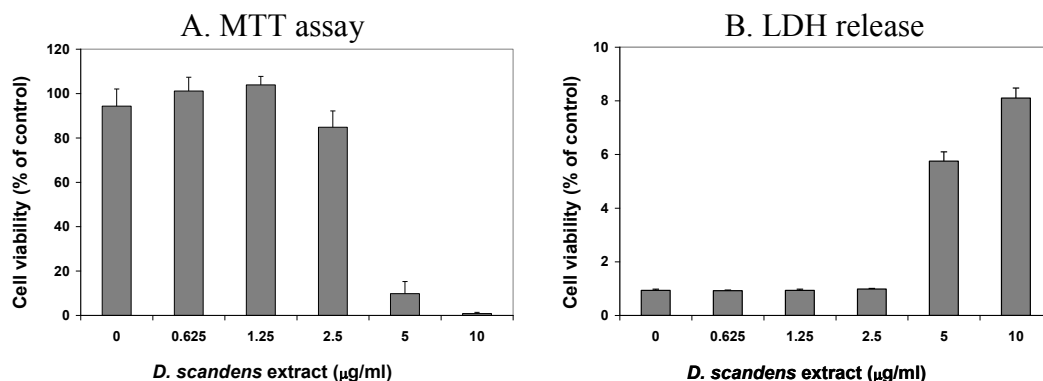 A. MTT assay
Cell viability (% of control)
120
100
80
60
40
20
0
0 0.625 1.25 2.5 5 10
D. scandens extract (μg/ml)
B. LDH release
Cell viability (% of control)
10
8
6
4
2
0
0 0.625 1.25 2.5 5 10
D. scandens extract (μg/ml)